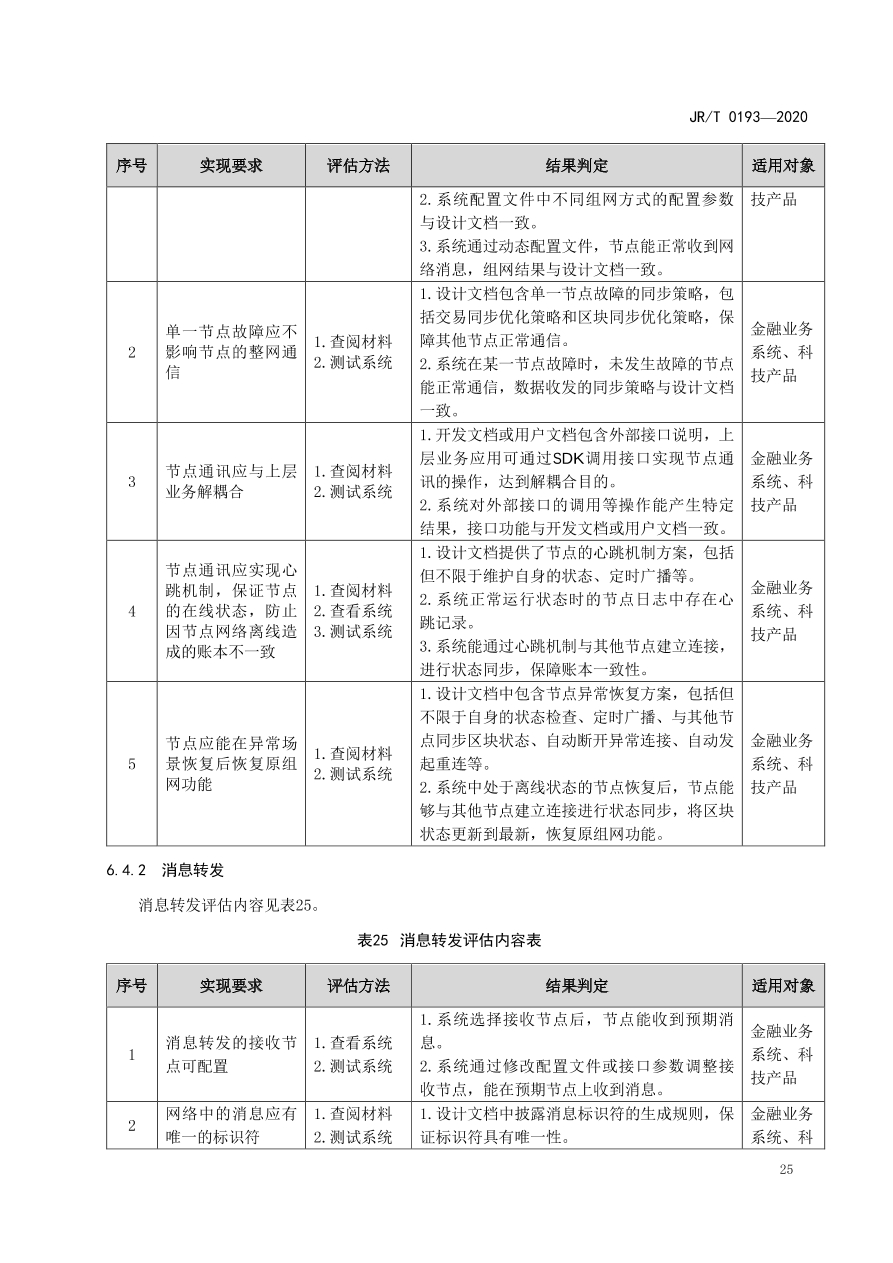 JR/T 0193—2020
序号 实现要求 评估方法 结果判定 适用对象
2.系统配置文件中不同组网方式的配置参数
与设计文档一致。
3.系统通过动态配置文件，节点能正常收到网
络消息，组网结果与设计文档一致。
技产品
2
单一节点故障应不
影响节点的整网通
信
1.查阅材料
2.测试系统
1.设计文档包含单一节点故障的同步策略，包
括交易同步优化策略和区块同步优化策略，保
障其他节点正常通信。
2.系统在某一节点故障时，未发生故障的节点
能正常通信，数据收发的同步策略与设计文档
一致。
金融业务
系统、科
技产品
3
节点通讯应与上层
业务解耦合
1.查阅材料
2.测试系统
1.开发文档或用户文档包含外部接口说明，上
层业务应用可通过SDK调用接口实现节点通
讯的操作，达到解耦合目的。
2.系统对外部接口的调用等操作能产生特定
结果，接口功能与开发文档或用户文档一致。
金融业务
系统、科
技产品
4
节点通讯应实现心
跳机制，保证节点
的在线状态，防止
因节点网络离线造
成的账本不一致
1.查阅材料
2.查看系统
3.测试系统
1.设计文档提供了节点的心跳机制方案，包括
但不限于维护自身的状态、定时广播等。
2.系统正常运行状态时的节点日志中存在心
跳记录。
3.系统能通过心跳机制与其他节点建立连接，
进行状态同步，保障账本一致性。
金融业务
系统、科
技产品
5
节点应能在异常场
景恢复后恢复原组
网功能
1.查阅材料
2.测试系统
1.设计文档中包含节点异常恢复方案，包括但
不限于自身的状态检查、定时广播、与其他节
点同步区块状态、自动断开异常连接、自动发
起重连等。
2.系统中处于离线状态的节点恢复后，节点能
够与其他节点建立连接进行状态同步，将区块
状态更新到最新，恢复原组网功能。
金融业务
系统、科
技产品
6.4.2 消息转发
消息转发评估内容见表25。
表25 消息转发评估内容表
序号 实现要求 评估方法 结果判定 适用对象
1
消息转发的接收节
点可配置
1.查看系统
2.测试系统
1.系统选择接收节点后，节点能收到预期消
息。
2.系统通过修改配置文件或接口参数调整接
收节点，能在预期节点上收到消息。
金融业务
系统、科
技产品
2
网络中的消息应有
唯一的标识符
1.查阅材料
2.测试系统
1.设计文档中披露消息标识符的生成规则，保
证标识符具有唯一性。
金融业务
系统、科
25